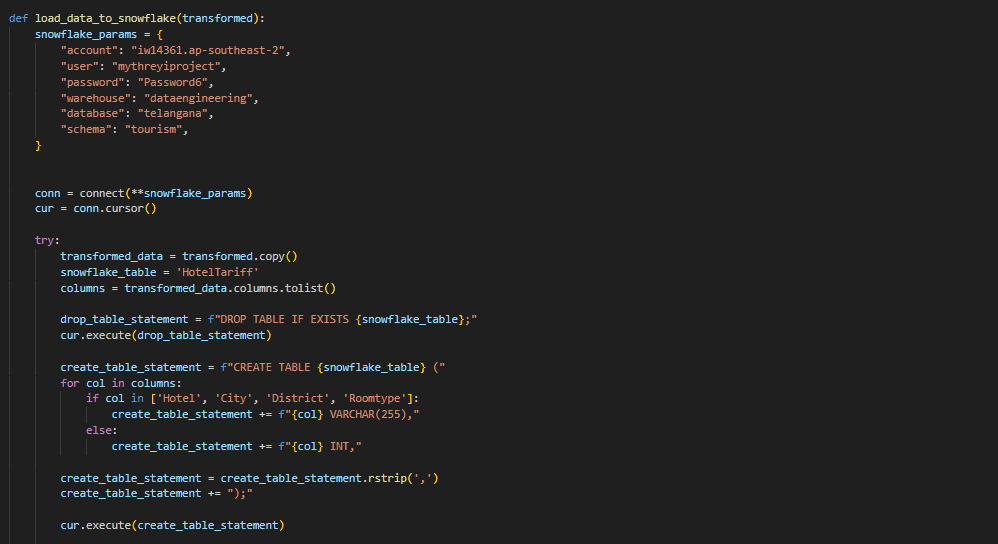 def load_data_to_snowflake(transformed):
    snowflake_params = {
        "account": "iw14361.ap-southeast-2",
        "user": "mythreyiproject",
        "password": "Password6",
        "warehouse": "dataengineering",
        "database": "telangana",
        "schema": "tourism",
    }
    conn = connect(**snowflake_params)
    cur = conn.cursor()
    try:
        transformed_data = transformed.copy()
        snowflake_table = 'HotelTariff'
        columns = transformed_data.columns.tolist()
        drop_table_statement = f"DROP TABLE IF EXISTS {snowflake_table};"
        cur.execute(drop_table_statement)
        create_table_statement = f"CREATE TABLE {snowflake_table} ("
        for col in columns:
            if col in ['Hotel', 'City', 'District', 'Roomtype']:
                create_table_statement += f"{col} VARCHAR(255),"
            else:
                create_table_statement += f"{col} INT,"
        create_table_statement = create_table_statement.rstrip(',')
        create_table_statement += ");"
        cur.execute(create_table_statement)